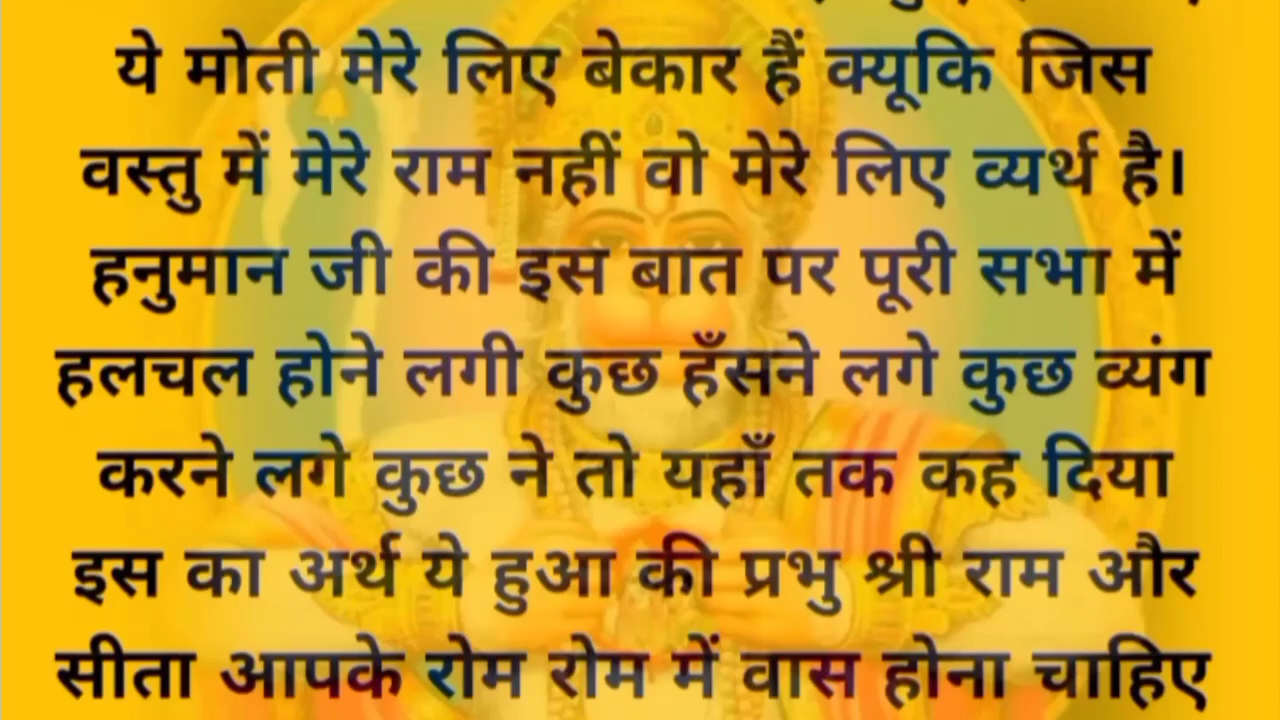 ये मोती मेरे लिए बेकार हैं क्यूकि जिस
वस्तु में मेरे राम नहीं वो मेरे लिए व्यर्थ है।
हनुमान जी की इस बात पर पूरी सभा में
हलचल होने लगी कुछ हँसने लगे कुछ व्यंग
करने लगे कुछ ने तो यहाँ तक कह दिया
इस का अर्थ ये हुआ की प्रभु श्री राम और
सीता आपके रोम रोम में वास होना चाहिए